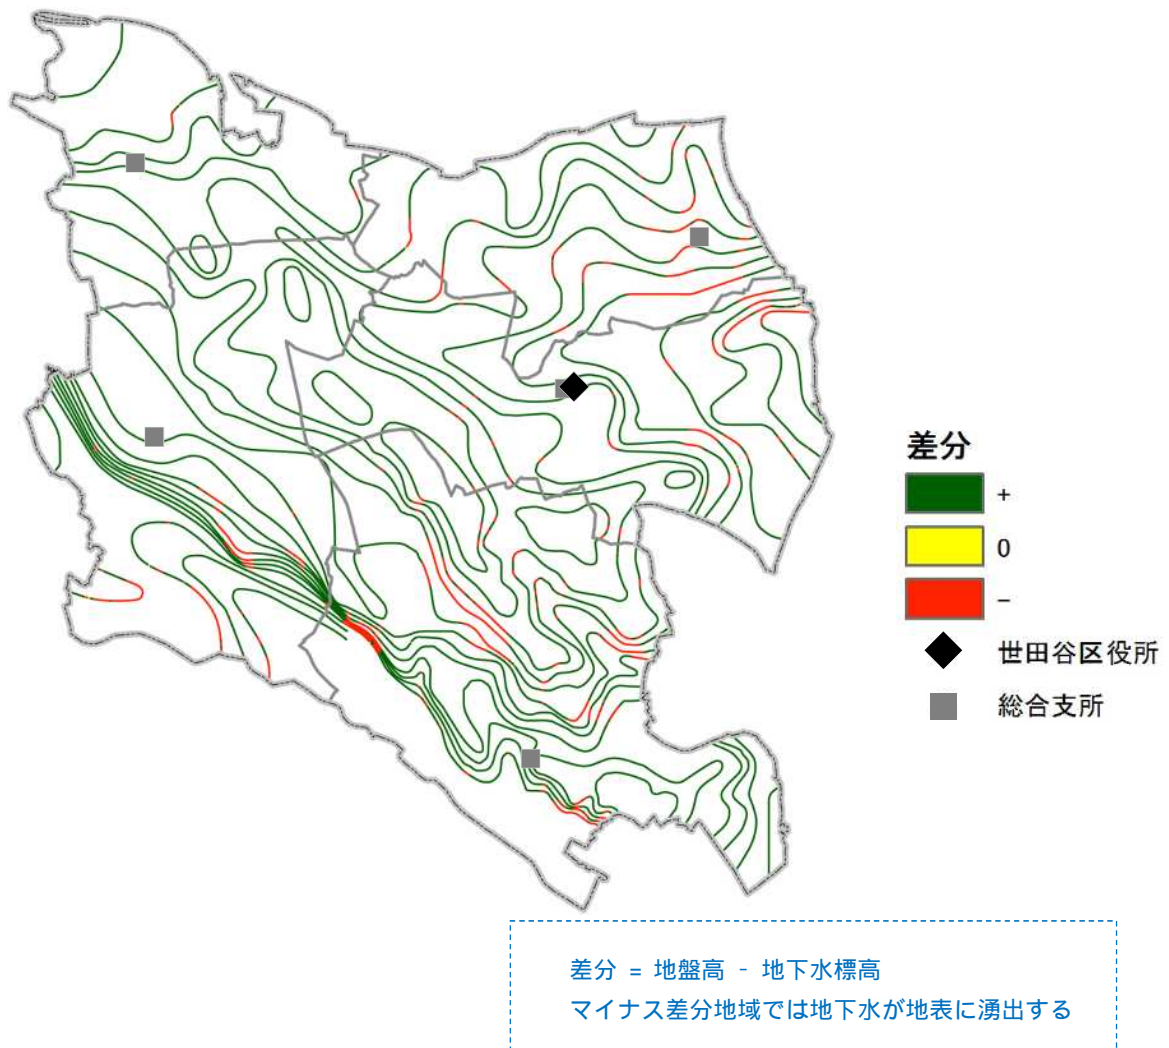 差分
+
0
−
世田谷区役所
総合支所
差分 = 地盤高 - 地下水標高
マイナス差分地域では地下水が地表に湧出する